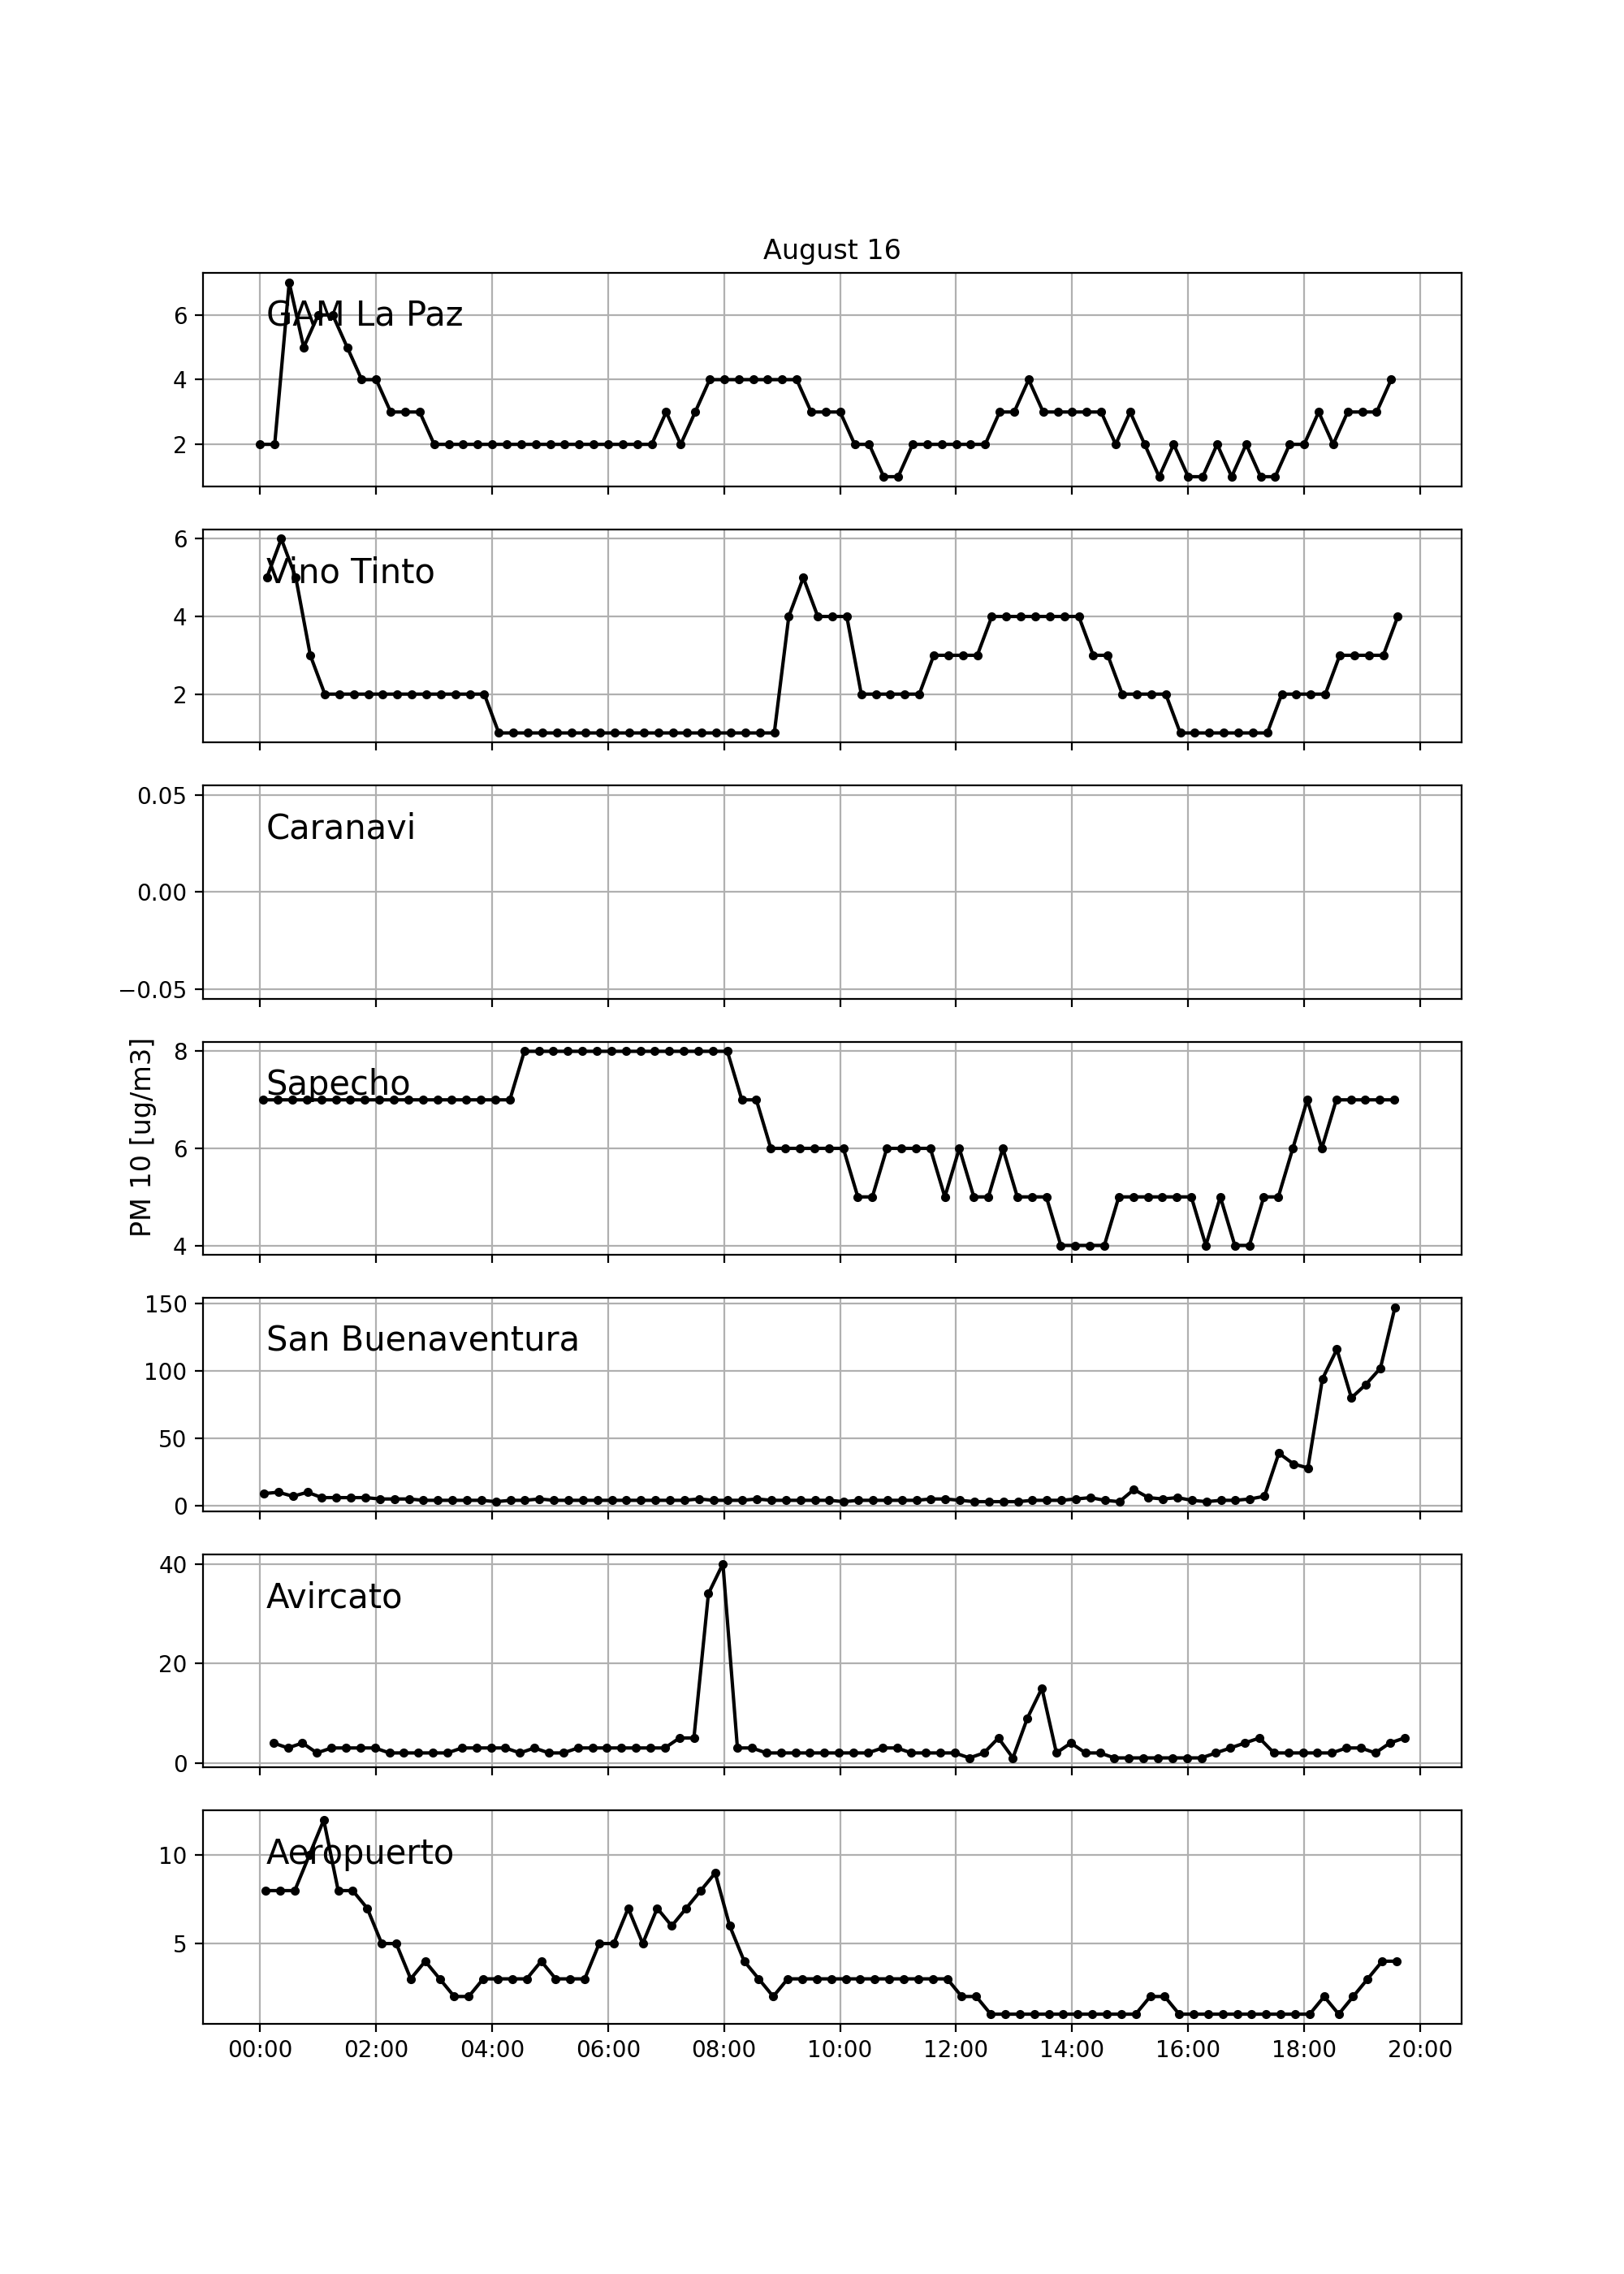 August 16
GAM La Paz
6
4
2
Vino Tinto
6
4
2
Caranavi
0.05
0.00
−0.05
PM 10 [ug/m3]
Sapecho
8
6
4
San Buenaventura
150
100
50
0
Avircato
40
20
0
Aeropuerto
10
5
00:00 02:00 04:00 06:00 08:00 10:00 12:00 14:00 16:00 18:00 20:00